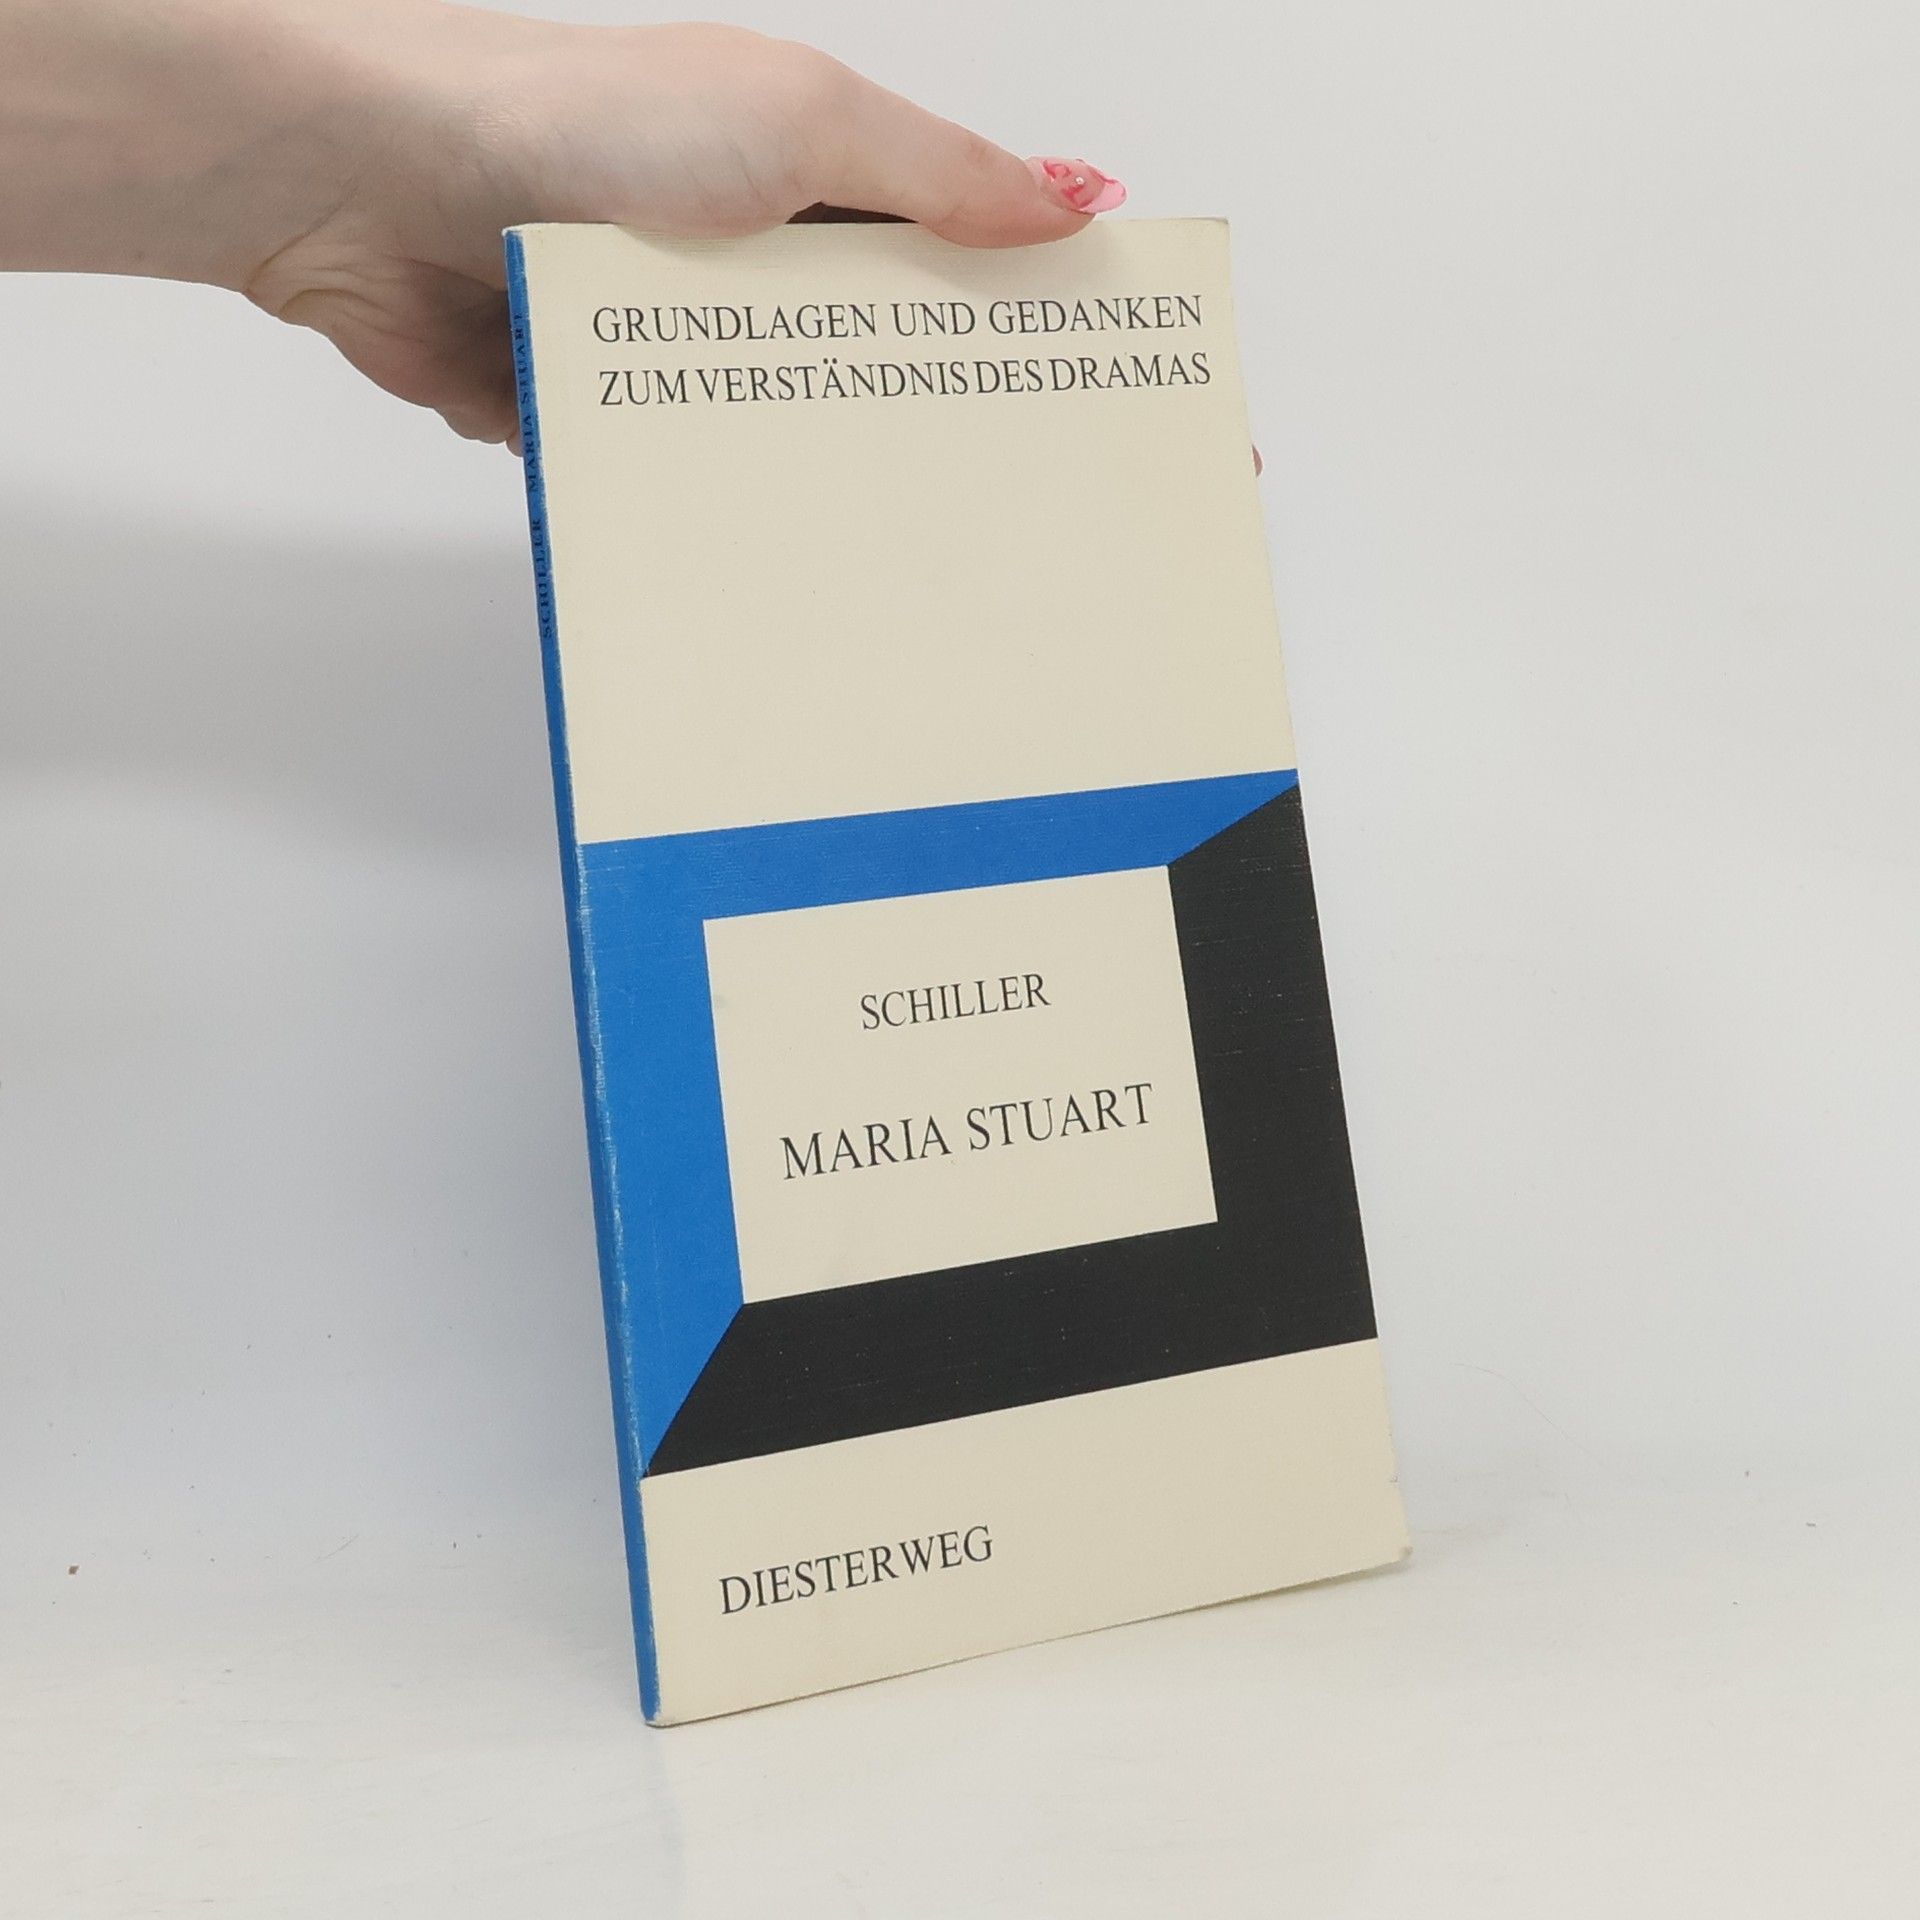 GRUNDLAGEN UND GEDANKEN
ZUM VERSTÄNDNIS DES DRAMAS
SCHILLER
MARIA STUART
DIESTERWEG
SCHILLER MARIA STUART